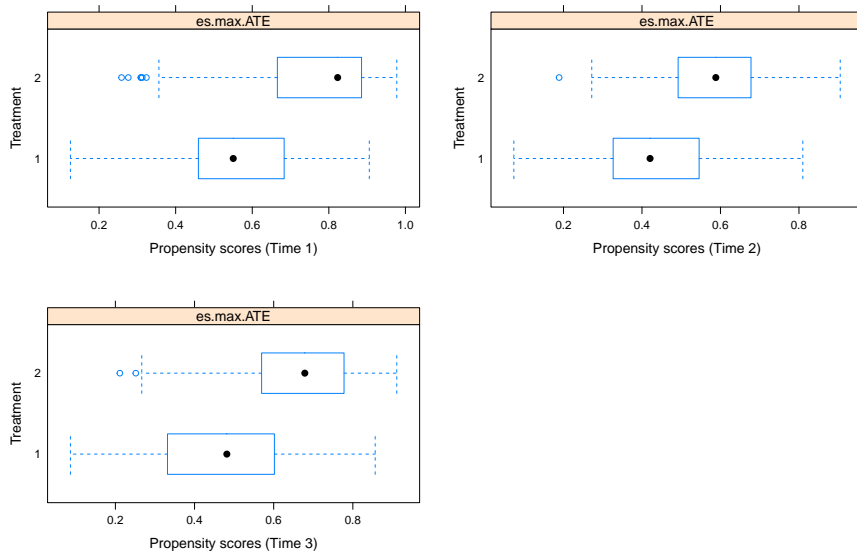 es.max.ATE
2
Treatment
1
0.2 0.4 0.6 0.8 1.0
Propensity scores (Time 1)
es.max.ATE
2
Treatment
1
0.2 0.4 0.6 0.8
Propensity scores (Time 2)
es.max.ATE
2
Treatment
1
0.2 0.4 0.6 0.8
Propensity scores (Time 3)